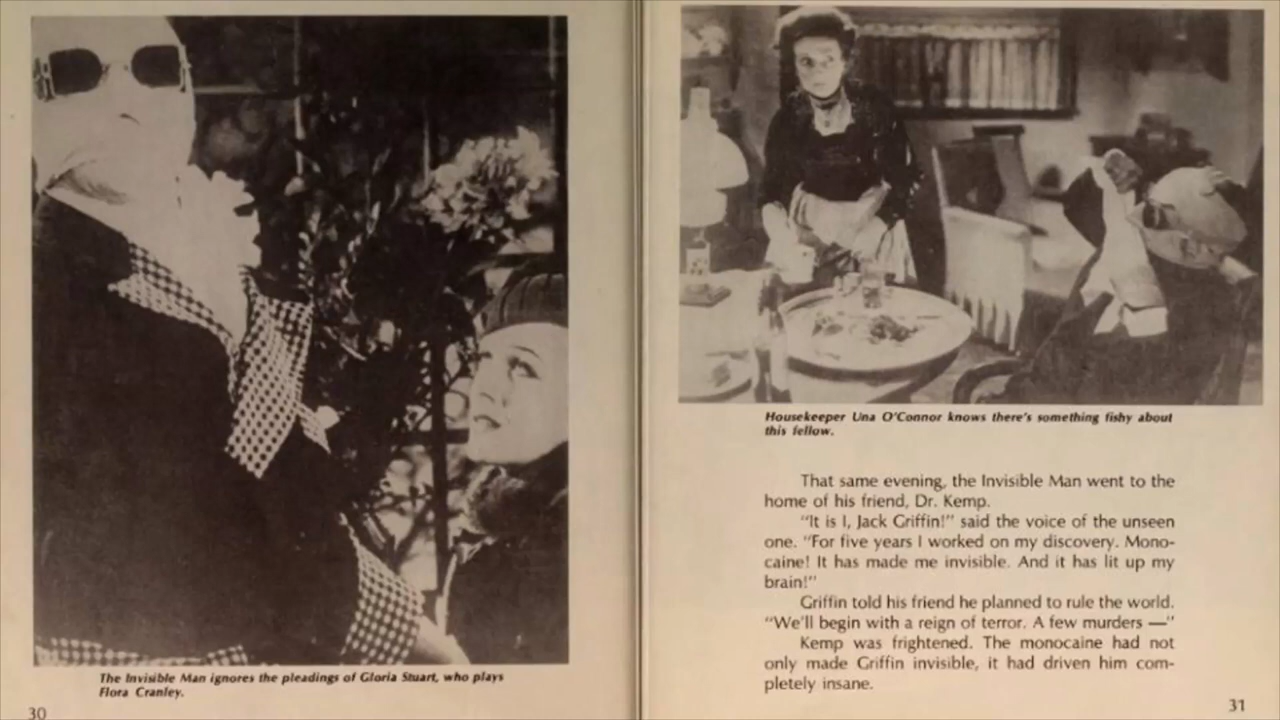 The Invisible Man ignores the pleadings of Gloria Stuart, who plays
Flora Cranley.
30
Housekeeper Una O'Connor knows there's something fishy about
this fellow.
That same evening, the Invisible Man went to the
home of his friend, Dr. Kemp.
"It is I, Jack Griffin!" said the voice of the unseen
one. "For five years I worked on my discovery. Mono-
caine! It has made me invisible. And it has lit up my
brain!"
Griffin told his friend he planned to rule the world.
"We'll begin with a reign of terror. A few murders —"
Kemp was frightened. The monocaine had not
only made Griffin invisible, it had driven him com-
pletely insane.
31